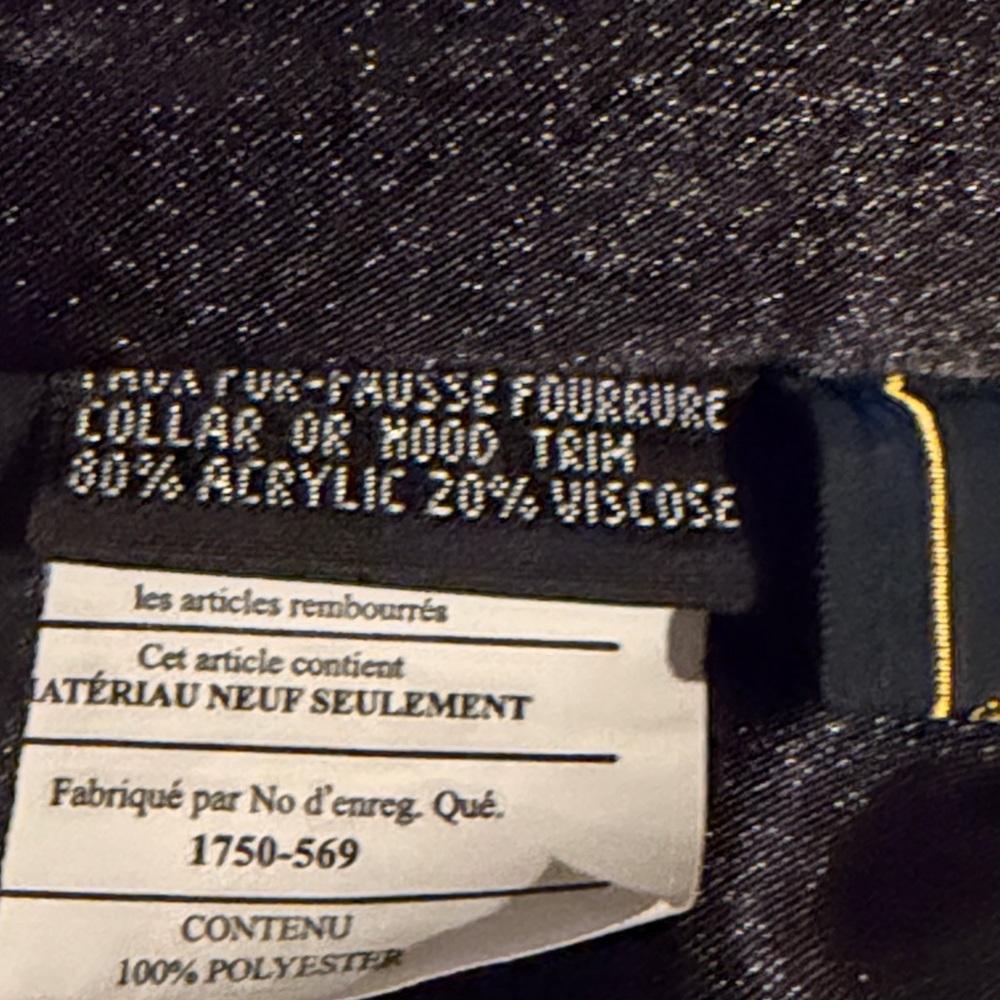 FUR-FAUSSE FOURRURE
COLLAR OR HOOD TRIM
80% ACRYLIC 20% VISCOSE
les articles rembourrés
Cet article contient
MATÉRIAU NEUF SEULEMENT
Fabriqué par No d'enreg. Qué.
1750-569
CONTENU
100% POLYESTER